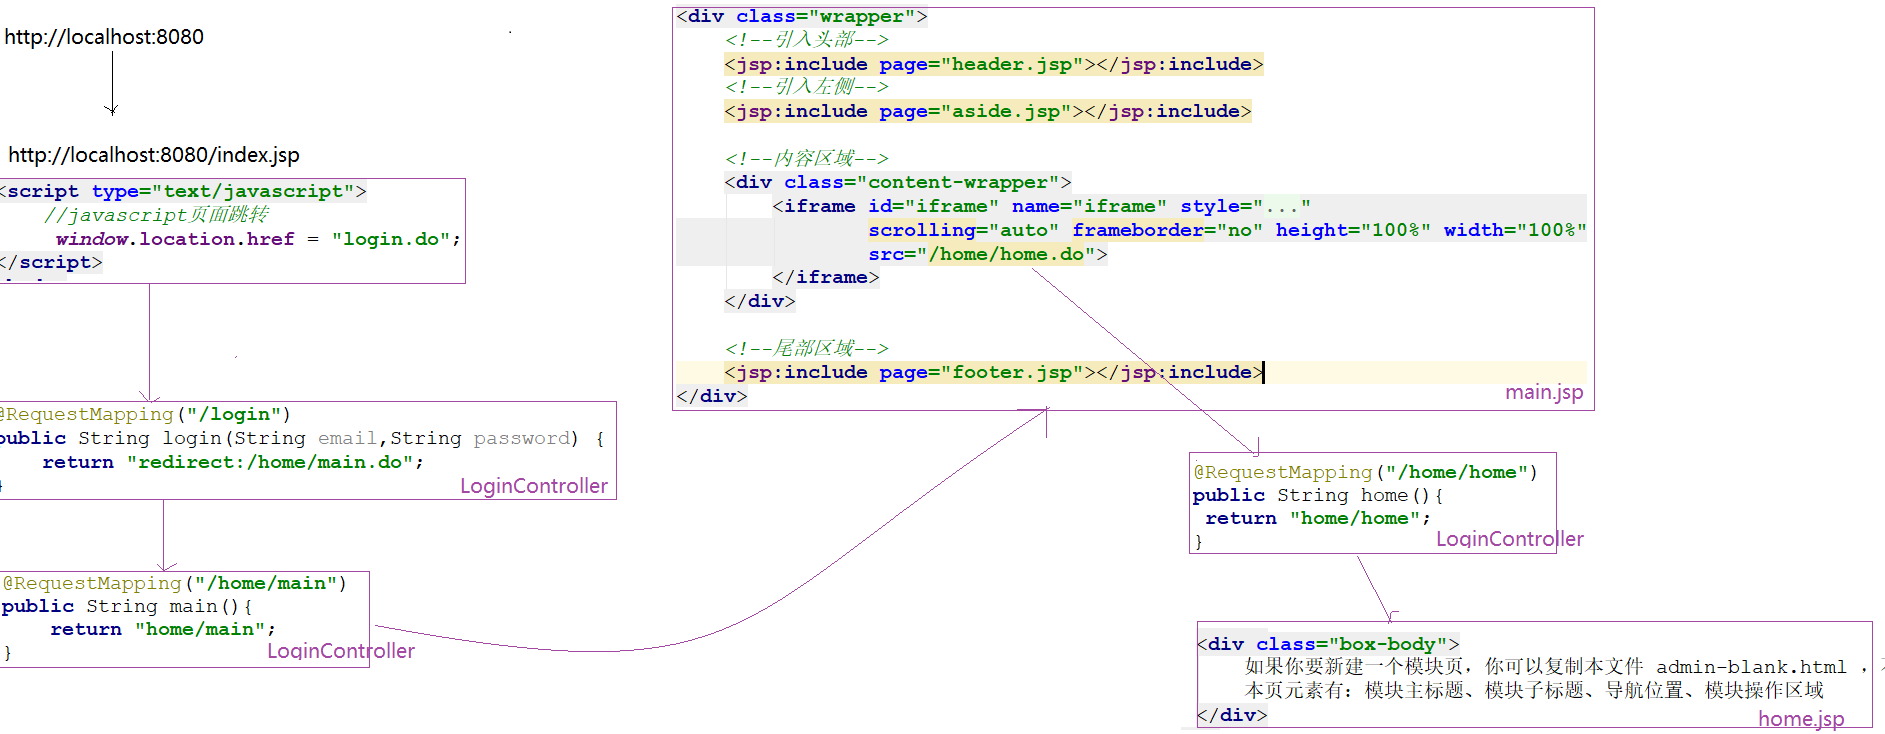 http://localhost:8080
http://localhost:8080/index.jsp
<script type="text/javascript">
//javascript页面跳转
window.location.href = "login.do";
</script>
@RequestMapping("/login")
public String login(String email,String password) {
return "redirect:/home/main.do";
}
LoginController
@RequestMapping("/home/main")
public String main(){
return "home/main";
}
LoginController
<div class="wrapper">
<!--引入头部-->
<jsp:include page="header.jsp"></jsp:include>
<!--引入左侧-->
<jsp:include page="aside.jsp"></jsp:include>
<!--内容区域-->
<div class="content-wrapper">
<iframe id="iframe" name="iframe" style="..."
scrolling="auto" frameborder="no" height="100%" width="100%"
src="/home/home.do">
</iframe>
</div>
<!--尾部区域-->
<jsp:include page="footer.jsp"></jsp:include>
</div>
main.jsp
@RequestMapping("/home/home")
public String home(){
return "home/home";
}
LoginController
<div class="box-body">
如果你要新建一个模块页，你可以复制本文件 admin-blank.html ，
本页元素有：模块主标题、模块子标题、导航位置、模块操作区域
</div>
home.jsp